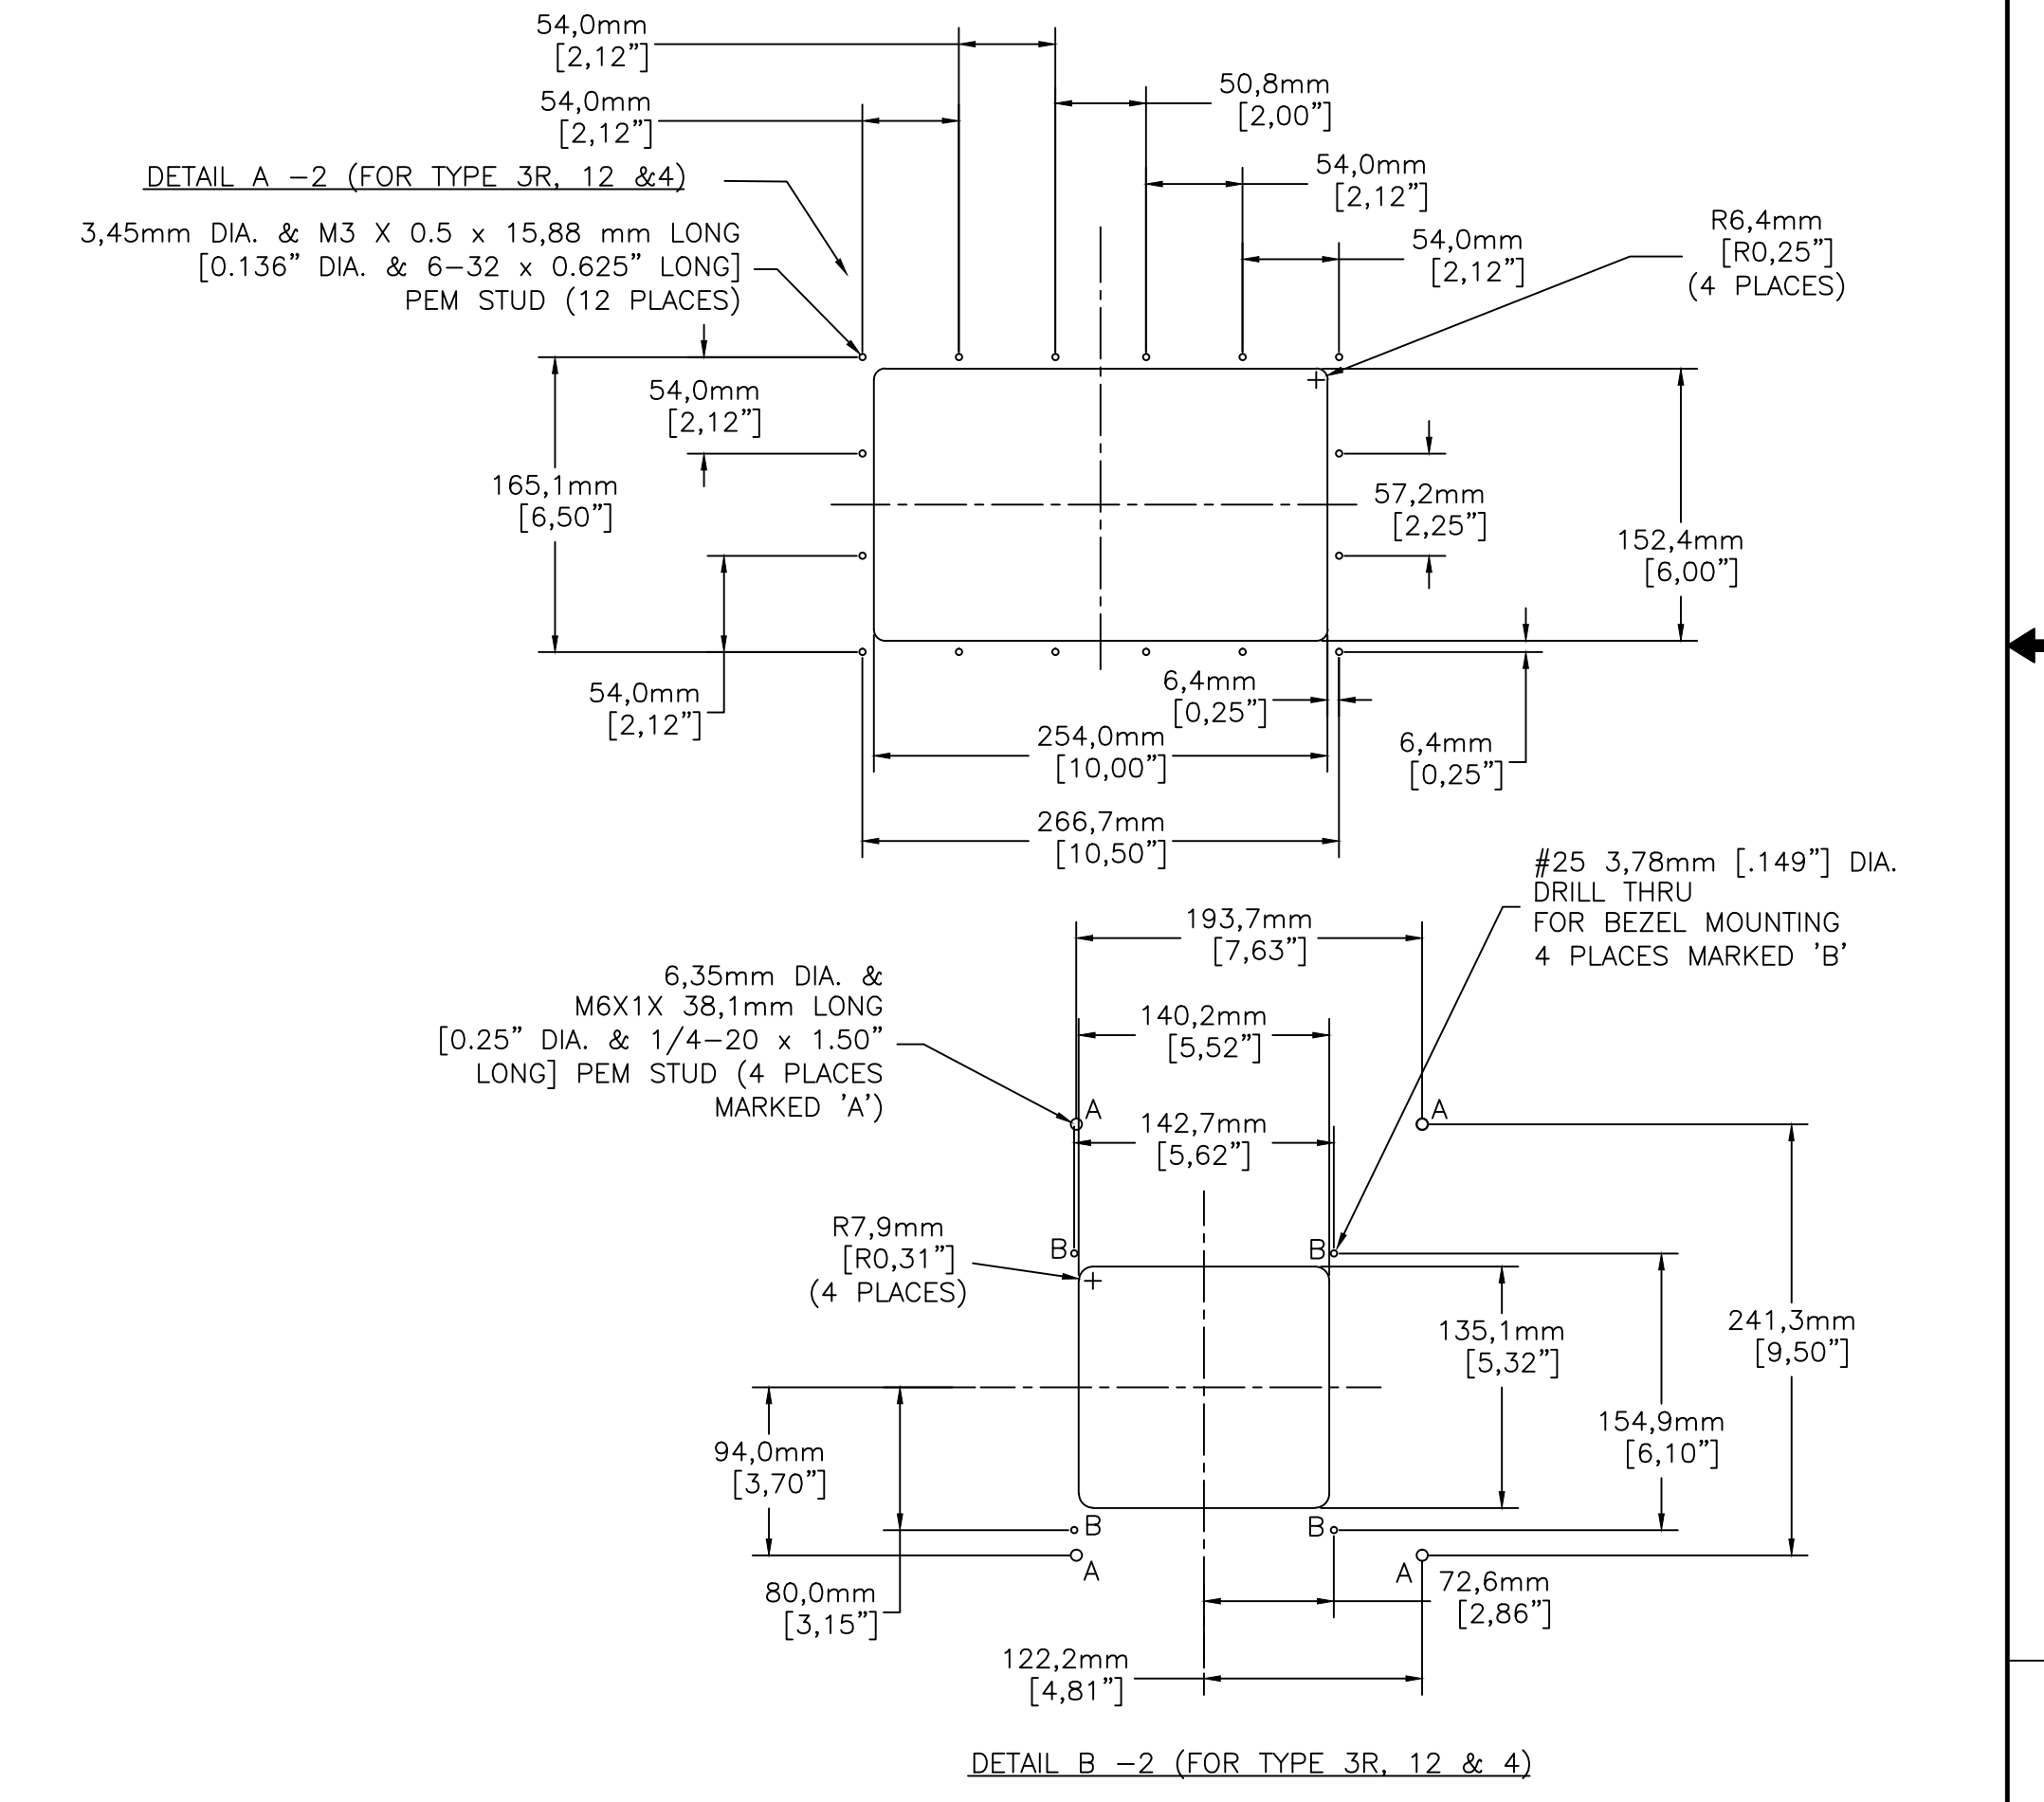 54,0mm
[2,12”]
54,0mm
[2,12”]
50,8mm
[2,00”]
54,0mm
[2,12”]
54,0mm
[2,12”]
R6,4mm
[R0,25”]
(4 PLACES)
DETAIL A -2 (FOR TYPE 3R, 12 &4)
3,45mm DIA. & M3 X 0.5 x 15,88 mm LONG
[0.136” DIA. & 6-32 x 0.625” LONG]
PEM STUD (12 PLACES)
54,0mm
[2,12”]
165,1mm
[6,50”]
57,2mm
[2,25”]
152,4mm
[6,00”]
54,0mm
[2,12”]
6,4mm
[0,25”]
6,4mm
[0,25”]
254,0mm
[10,00”]
266,7mm
[10,50”]
#25 3,78mm [.149”] DIA.
DRILL THRU
FOR BEZEL MOUNTING
4 PLACES MARKED ’B’
193,7mm
[7,63”]
6,35mm DIA. &
M6X1X 38,1mm LONG
[0.25” DIA. & 1/4-20 x 1.50”
LONG] PEM STUD (4 PLACES
MARKED ’A’)
140,2mm
[5,52”]
A
A
142,7mm
[5,62”]
R7,9mm
[R0,31”]
(4 PLACES)
B
B
135,1mm
[5,32”]
241,3mm
[9,50”]
154,9mm
[6,10”]
94,0mm
[3,70”]
B
B
A
A
80,0mm
[3,15”]
72,6mm
[2,86”]
122,2mm
[4,81”]
DETAIL B -2 (FOR TYPE 3R, 12 & 4)